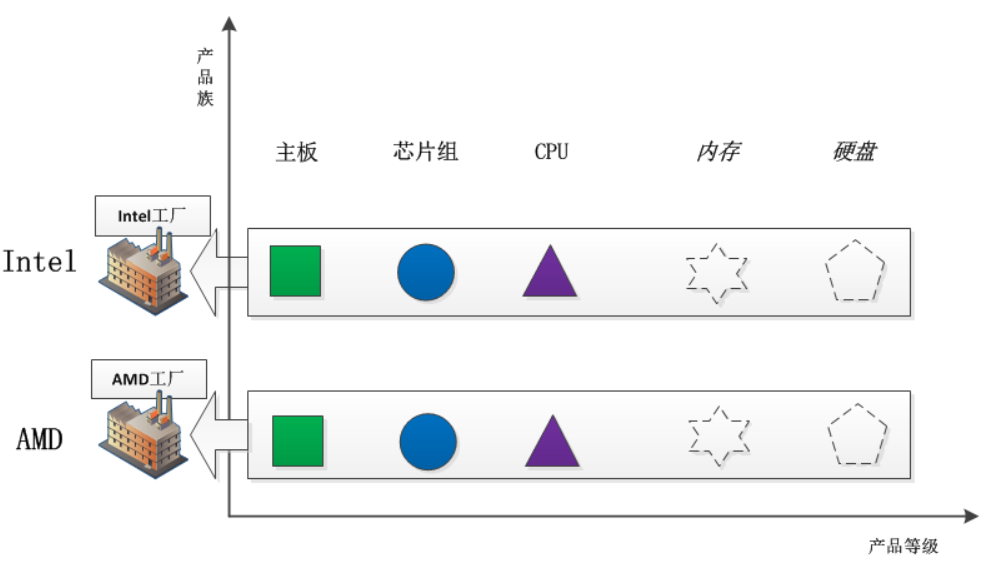 产品族
主板 芯片组 CPU 内存 硬盘
Intel工厂
Intel
AMD工厂
AMD
产品等级